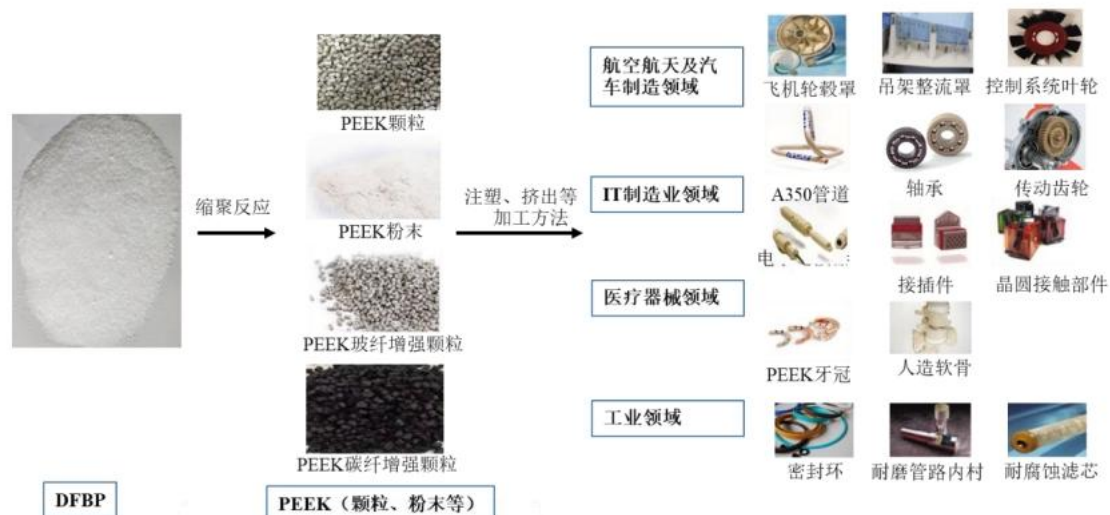 缩聚反应
PEEK颗粒
PEEK粉末
PEEK玻纤增强颗粒
PEEK碳纤增强颗粒
注塑、挤出等
加工方法
航空航天及汽
车制造领域
IT制造业领域
医疗器械领域
工业领域
飞机轮毂罩
吊架整流罩
控制系统叶轮
A350管道
轴承
传动齿轮
接插件
晶圆接触部件
PEEK牙冠
人造软骨
密封环
耐磨管路内村
耐腐蚀滤芯
DFBP
PEEK（颗粒、粉末等）